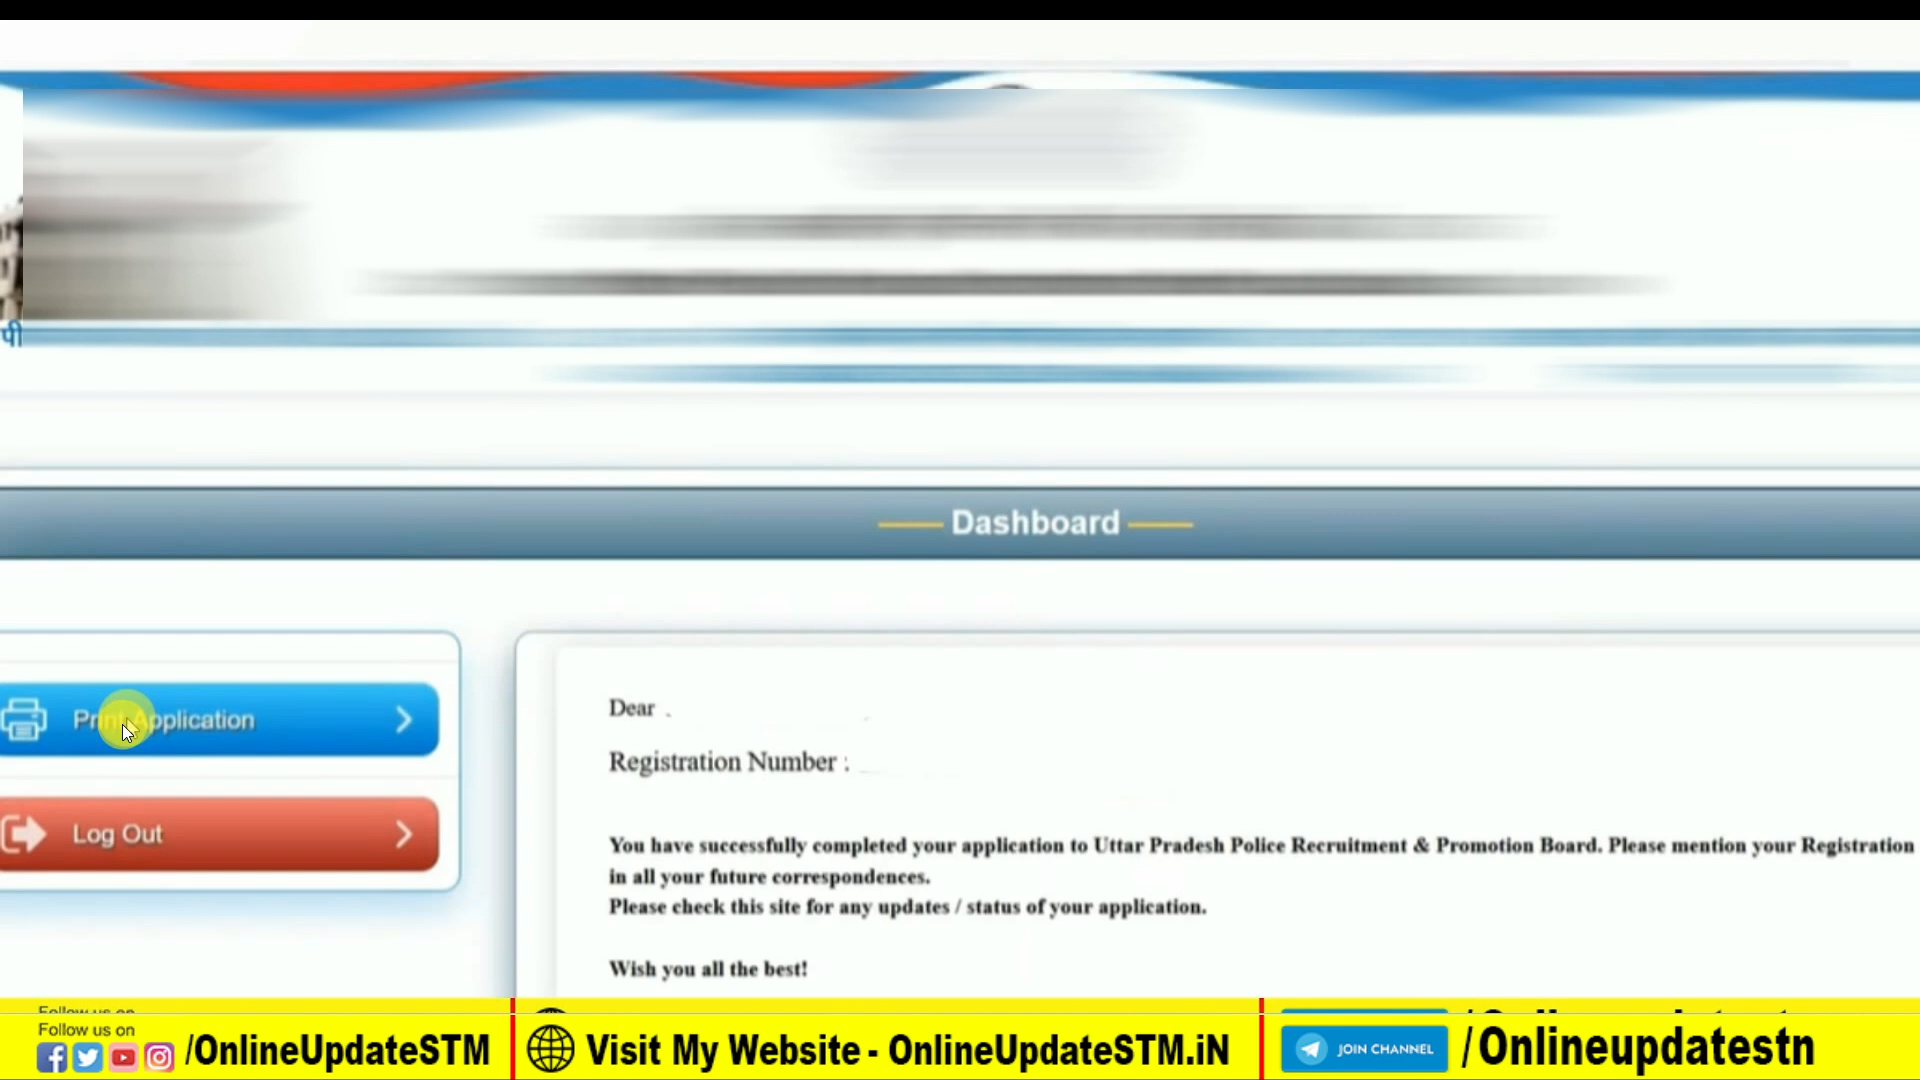 पी
Dashboard
Print Application
Log Out
Dear
Registration Number :
You have successfully completed your application to Uttar Pradesh Police Recruitment & Promotion Board. Please mention your Registration
in all your future correspondences.
Please check this site for any updates / status of your application.
Wish you all the best!
Follow us on
Follow us on
/OnlineUpdateSTM
Visit My Website - OnlineUpdateSTM.iN
JOIN CHANNEL
/Onlineupdatestn